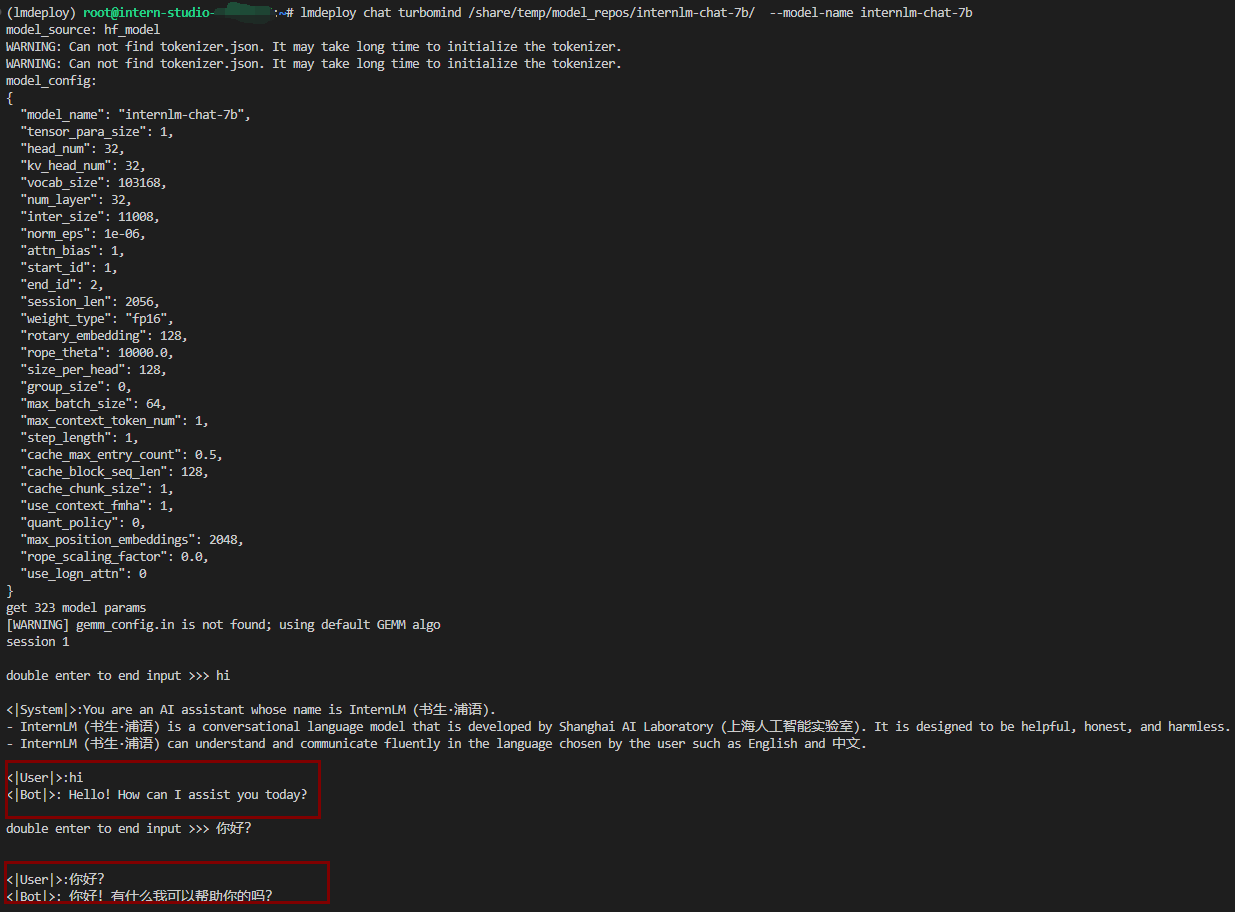 (lmdeploy) root@intern-studio- :~# lmdeploy chat turbomind /share/temp/model_repos/internlm-chat-7b/  --model-name internlm-chat-7b
model_source: hf_model
WARNING: Can not find tokenizer.json. It may take long time to initialize the tokenizer.
WARNING: Can not find tokenizer.json. It may take long time to initialize the tokenizer.
model_config:
{
  "model_name": "internlm-chat-7b",
  "tensor_para_size": 1,
  "head_num": 32,
  "kv_head_num": 32,
  "vocab_size": 103168,
  "num_layer": 32,
  "inter_size": 11008,
  "norm_eps": 1e-06,
  "attn_bias": 1,
  "start_id": 1,
  "end_id": 2,
  "session_len": 2056,
  "weight_type": "fp16",
  "rotary_embedding": 128,
  "rope_theta": 10000.0,
  "size_per_head": 128,
  "group_size": 0,
  "max_batch_size": 64,
  "max_context_token_num": 1,
  "step_length": 1,
  "cache_max_entry_count": 0.5,
  "cache_block_seq_len": 128,
  "cache_chunk_size": 1,
  "use_context_fmha": 1,
  "quant_policy": 0,
  "max_position_embeddings": 2048,
  "rope_scaling_factor": 0.0,
  "use_logn_attn": 0
}
get 323 model params
[WARNING] gemm_config.in is not found; using default GEMM algo
session 1
double enter to end input >>> hi
<|System|>:You are an AI assistant whose name is InternLM (书生·浦语).
- InternLM (书生·浦语) is a conversational language model that is developed by Shanghai AI Laboratory (上海人工智能实验室). It is designed to be helpful, honest, and harmless.
- InternLM (书生·浦语) can understand and communicate fluently in the language chosen by the user such as English and 中文.
<|User|>:hi
<|Bot|>: Hello! How can I assist you today?
double enter to end input >>> 你好?
<|User|>:你好?
<|Bot|>: 你好! 有什么我可以帮助你的吗?